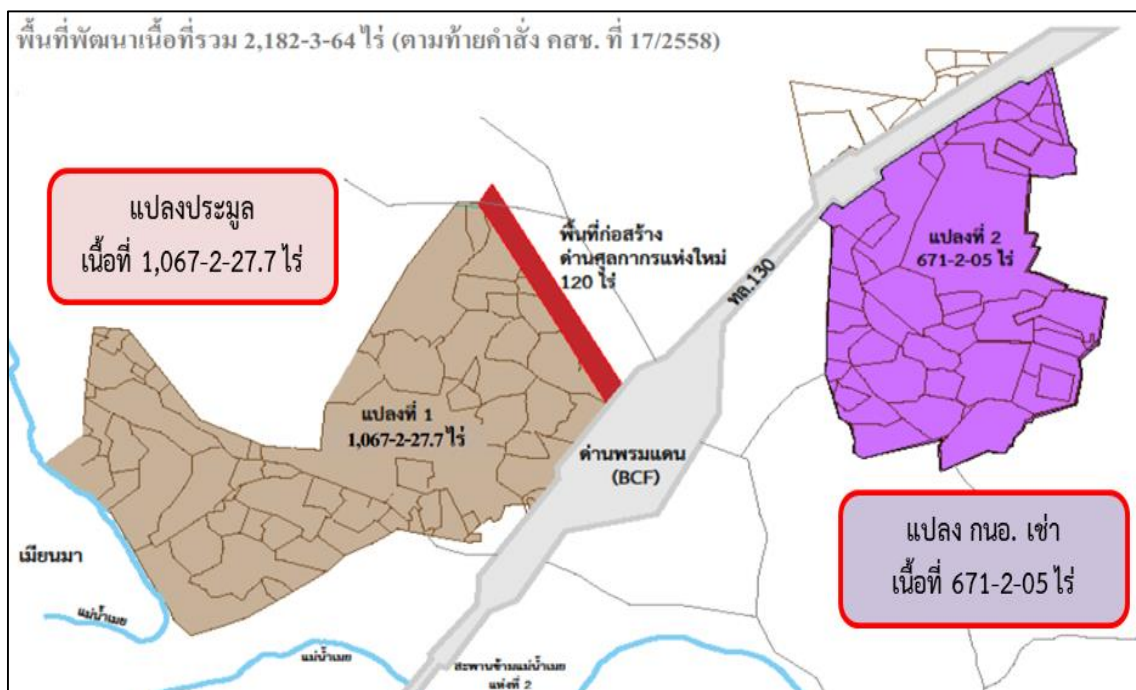 พื้นที่พัฒนาเนื้อที่รวม 2,182-3-64 ไร่ (ตามท้ายคำสั่ง คสช. ที่ 17/2558)
แปลงประมูล
เนื้อที่ 1,067-2-27.7 ไร่
พื้นที่ก่อสร้าง
ด่านศุลกากรแห่งใหม่
120 ไร่
ทล.130
แปลงที่ 2
671-2-05 ไร่
แปลงที่ 1
1,067-2-27.7 ไร่
ด่านพรมแดน
(BCF)
แปลง กนอ. เช่า
เนื้อที่ 671-2-05 ไร่
เมียนมา
แม่น้ำเมย
แม่น้ำเมย
สะพานข้ามแม่น้ำเมย
แห่งที่ 2